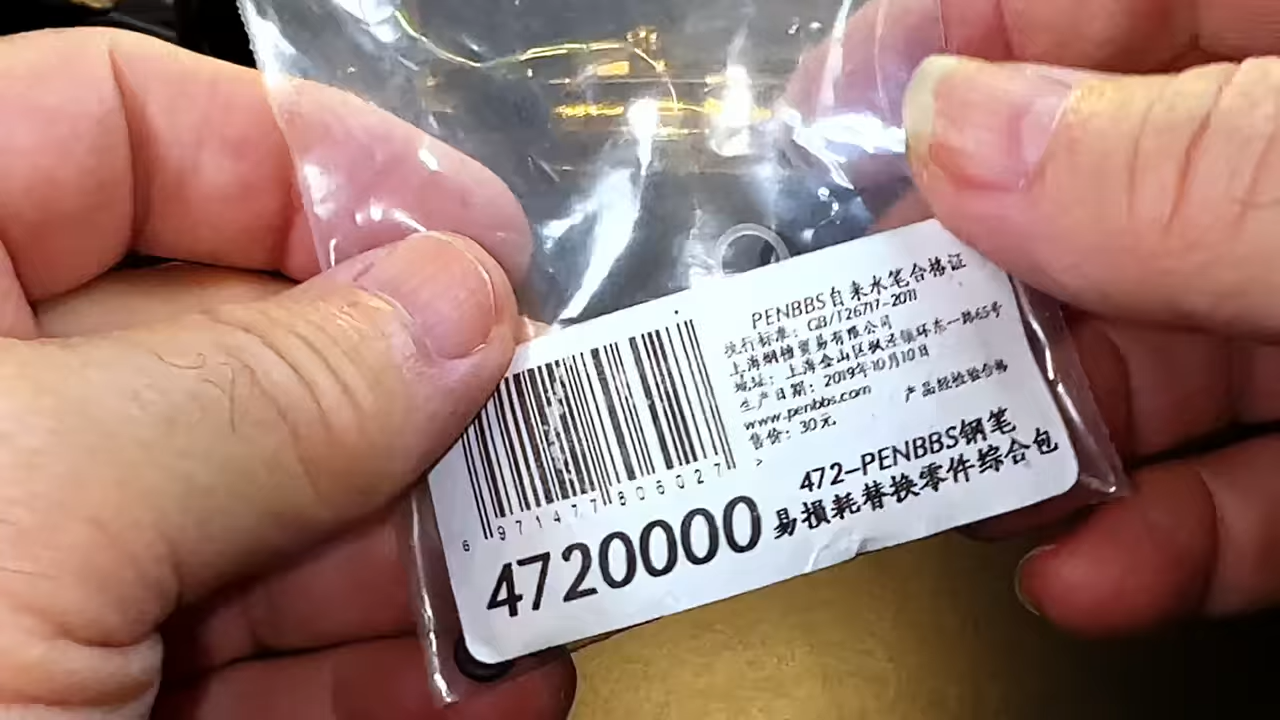 PENBBS自来水笔合格证
执行标准：GB/T26717-2011
上海钢柚贸易有限公司
地址：上海金山区枫泾镇环东一路65号
生产日期：2019年10月10日
www.penbbs.com 产品经检验合格
售价：30元
6 971477 806027 >
472-PENBBS钢笔
易损耗替换零件综合包
4720000